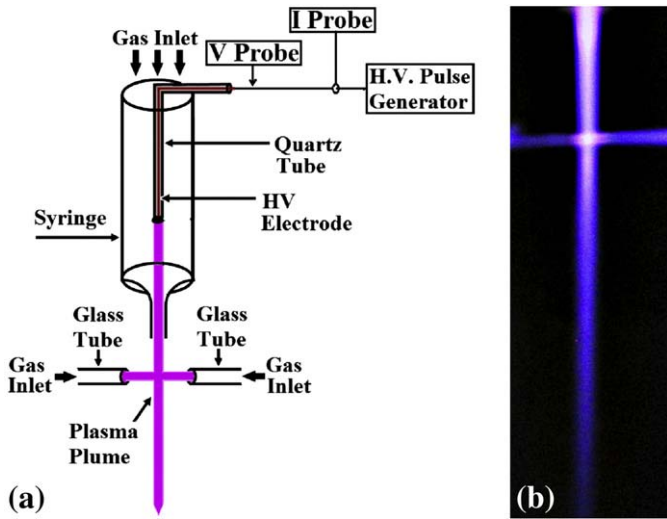 I Probe
Gas Inlet
V Probe
H.V. Pulse
Generator
Quartz
Tube
HV
Electrode
Syringe
Glass
Tube
Glass
Tube
Gas
Inlet
Gas
Inlet
Plasma
Plume
(a)
(b)